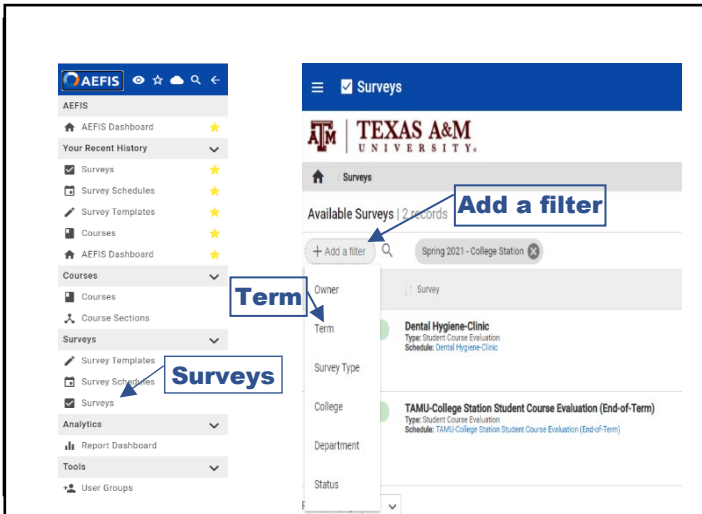 AEFIS
AEFIS
AEFIS Dashboard
Your Recent History
Surveys
Survey Schedules
Survey Templates
Courses
AEFIS Dashboard
Courses
Courses
Course Sections
Surveys
Survey Templates
Survey Schedules
Surveys
Surveys
Analytics
Report Dashboard
Tools
User Groups
Surveys
TEXAS A&M
UNIVERSITY®
Surveys
Available Surveys | 2 records
Add a filter
+ Add a filter
Spring 2021 - College Station
Owner
Survey
Term
Term
Survey Type
College
Department
Status
Dental Hygiene-Clinic
Type: Student Course Evaluation
Schedule: Dental Hygiene-Clinic
TAMU-College Station Student Course Evaluation (End-of-Term)
Type: Student Course Evaluation
Schedule: TAMU-College Station Student Course Evaluation (End-of-Term)